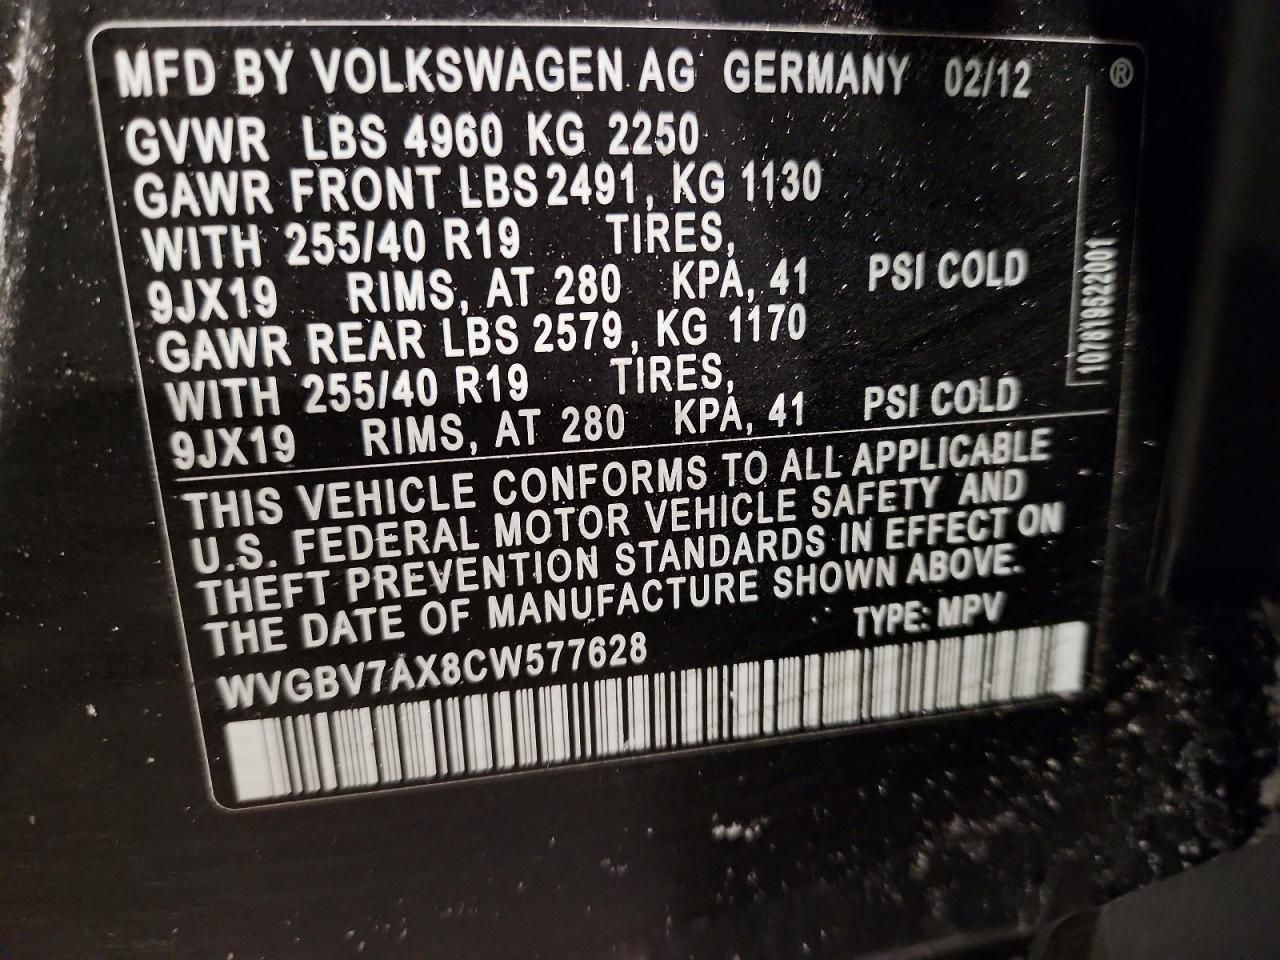 MFD BY VOLKSWAGEN AG GERMANY 02/12 ®
GVWR LBS 4960 KG 2250
GAWR FRONT LBS 2491, KG 1130
WITH 255/40 R19 TIRES,
9JX19 RIMS, AT 280 KPA, 41 PSI COLD
GAWR REAR LBS 2579, KG 1170
WITH 255/40 R19 TIRES,
9JX19 RIMS, AT 280 KPA, 41 PSI COLD
107819522001
THIS VEHICLE CONFORMS TO ALL APPLICABLE
U.S. FEDERAL MOTOR VEHICLE SAFETY AND
THEFT PREVENTION STANDARDS IN EFFECT ON
THE DATE OF MANUFACTURE SHOWN ABOVE.
WVGBV7AX8CW577628 TYPE: MPV